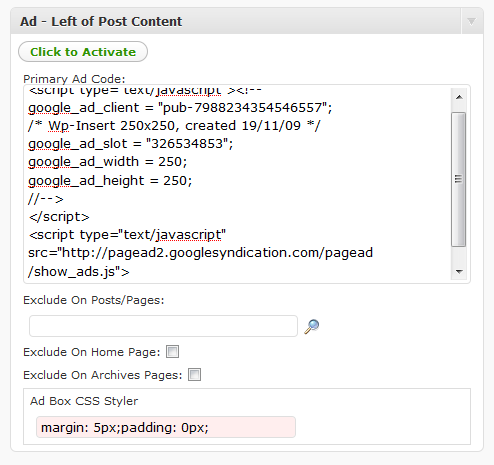 Ad - Left of Post Content
Click to Activate
Primary Ad Code:
<script type="text/javascript"><!--
google_ad_client = "pub-7988234354546557";
/* Wp-Insert 250x250, created 19/11/09 */
google_ad_slot = "326534853";
google_ad_width = 250;
google_ad_height = 250;
//-->
</script>
<script type="text/javascript"
src="http://pagead2.googlesyndication.com/pagead
/show_ads.js">
Exclude On Posts/Pages:
Exclude On Home Page:
Exclude On Archives Pages:
Ad Box CSS Styler
margin: 5px;padding: 0px;